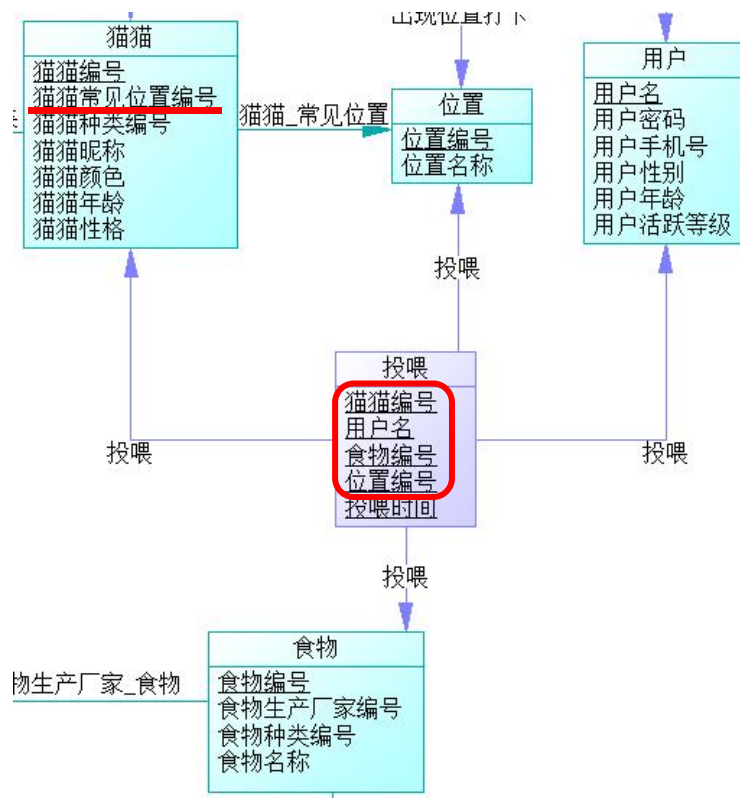 出现位置打卡
猫猫
猫猫编号
猫猫常见位置编号
猫猫种类编号
猫猫昵称
猫猫颜色
猫猫年龄
猫猫性格
猫猫_常见位置
位置
位置编号
位置名称
用户
用户名
用户密码
用户手机号
用户性别
用户年龄
用户活跃等级
投喂
投喂
猫猫编号
用户名
食物编号
位置编号
投喂时间
投喂
投喂
投喂
食物
食物编号
食物生产厂家编号
食物种类编号
食物名称
物生产厂家_食物